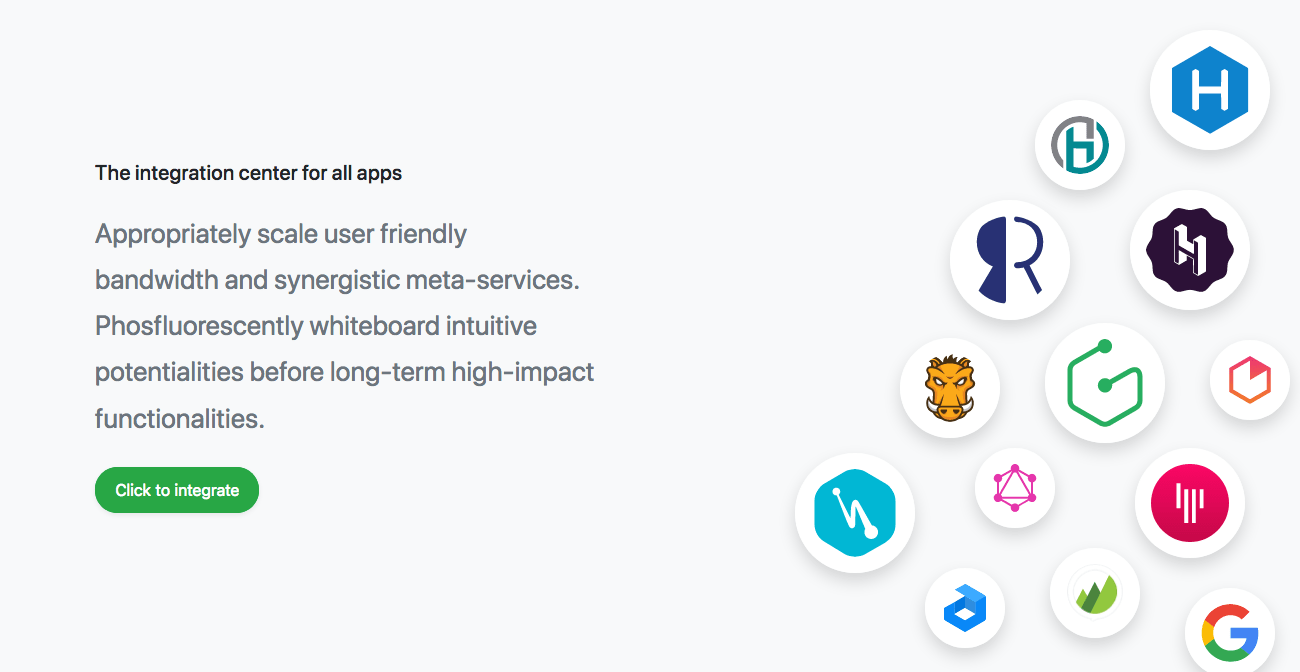 The integration center for all apps
Appropriately scale user friendly
bandwidth and synergistic meta-services.
Phosfluorescently whiteboard intuitive
potentialities before long-term high-impact
functionalities.
Click to integrate